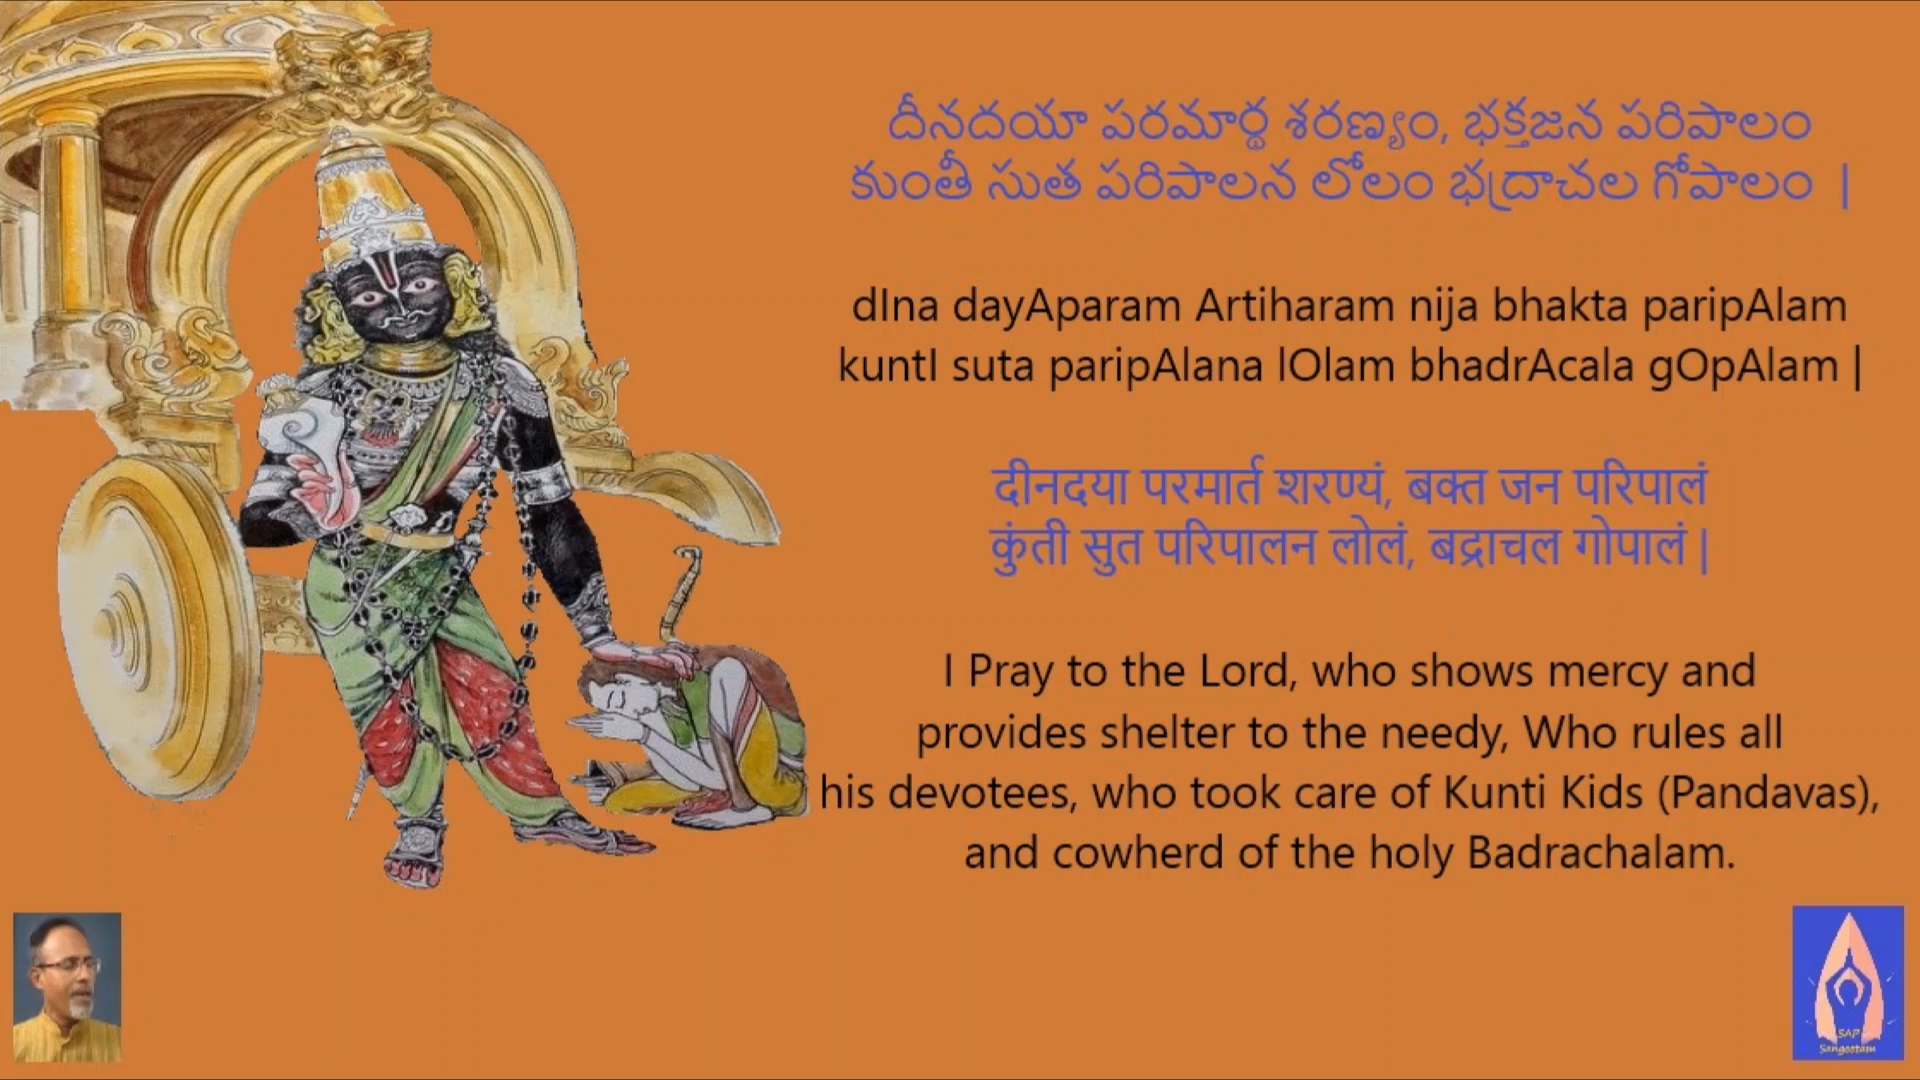 దీనదయా పరమార్థ శరణ్యం, భక్తజన పరిపాలం
కుంతీ సుత పరిపాలన లోలం భద్రాచల గోపాలం |
dIna dayAparam Artiharam nija bhakta paripAlam
kuntI suta paripAlana lOlam bhadrAcala gOpAlam |
दीनदया परमार्त शरण्यं, बक्त जन परिपालं
कुंती सुत परिपालन लोलं, बद्राचल गोपालं |
I Pray to the Lord, who shows mercy and
provides shelter to the needy, Who rules all
his devotees, who took care of Kunti Kids (Pandavas),
and cowherd of the holy Badrachalam.
SAP
Sangeetam